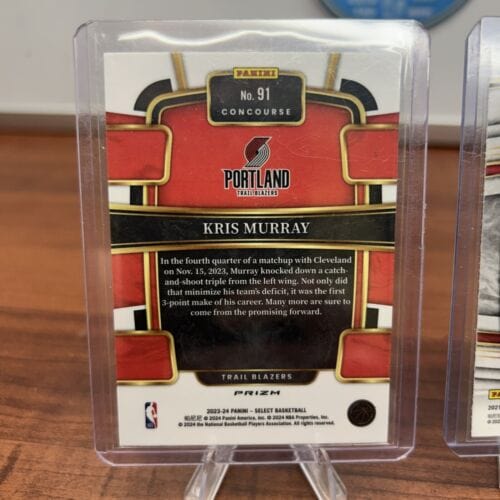 PANINI
No. 91
CONCOURSE
PORTLAND
TRAIL BLAZERS
KRIS MURRAY
In the fourth quarter of a matchup with Cleveland
on Nov. 15, 2023, Murray knocked down a catch-
and-shoot triple from the left wing. Not only did
that minimize his team's deficit, it was the first
3-point make of his career. Many more are sure to
come from the promising forward.
TRAIL BLAZERS
PRIZM
2023-24 PANINI – SELECT BASKETBALL
© 2024 Panini America, Inc. © 2024 NBA Properties, Inc.
© 2024 the National Basketball Players Association. All rights reserved.
NBA
PANINI
2021